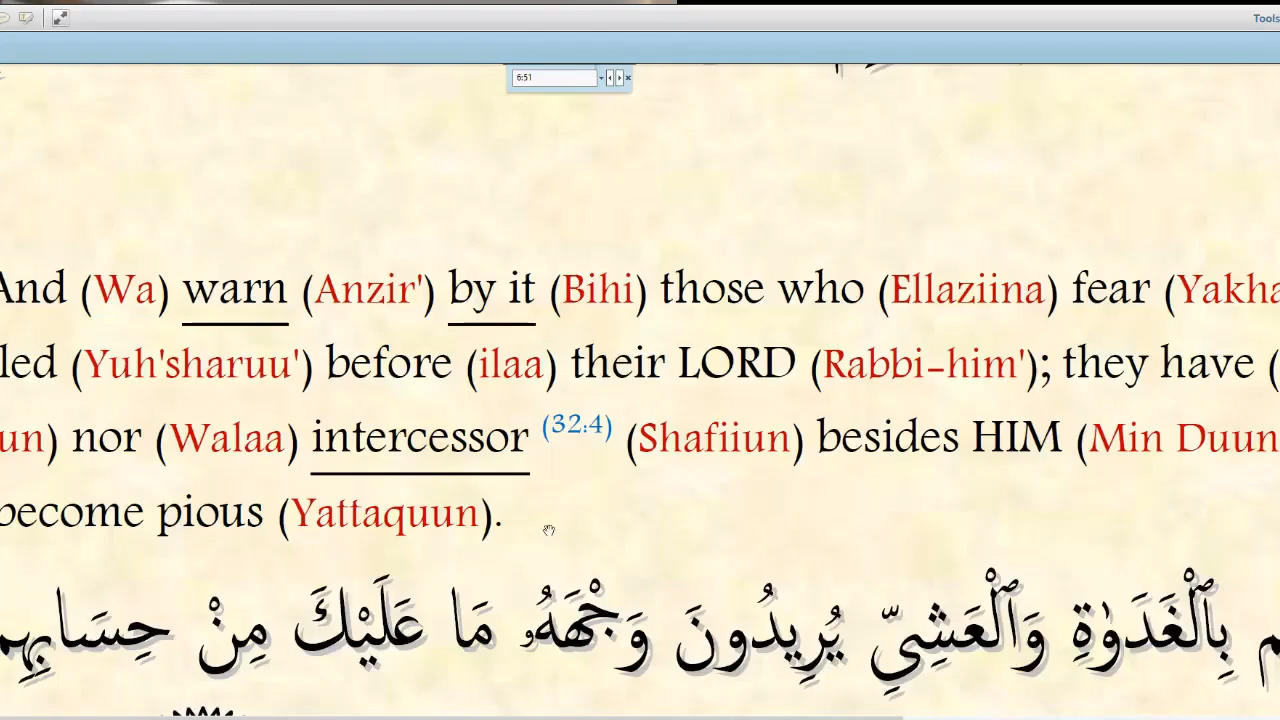 Tools
6:51
And (Wa) warn (Anzir') by it (Bihi) those who (Ellaziina) fear (Yakha
led (Yuh'sharuu') before (ilaa) their LORD (Rabbi-him'); they have (
un) nor (Walaa) intercessor (32:4) (Shafiiun) besides HIM (Min Duun
become pious (Yattaquun).
م بِٱلْغَدَوٰةِ وَٱلْعَشِىِّ يُرِيدُونَ وَجْهَهُۥ مَا عَلَيْكَ مِنْ حِسَابِهِم